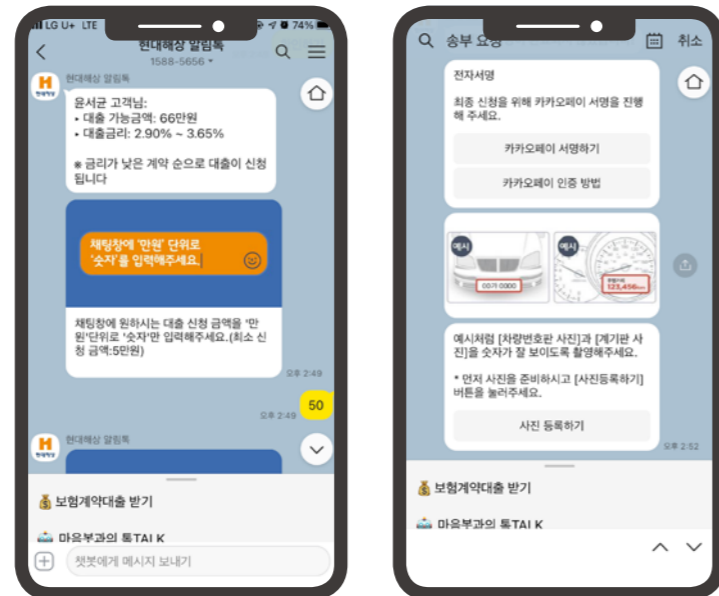 LG U+ LTE
74%
현대해상 알림톡
1588-5656
현대해상 알림톡
윤서균 고객님:
• 대출 가능금액: 66만원
• 대출금리: 2.90% ~ 3.65%
※ 금리가 낮은 계약 순으로 대출이 신청
됩니다
채팅창에 '만원' 단위로
'숫자'를 입력해주세요.
채팅창에 원하시는 대출 신청 금액을 '만
원'단위로 '숫자'만 입력해주세요.(최소 신
청 금액:5만원)
오후 2:49
50
오후 2:49
현대해상 알림톡
보험계약대출 받기
마음부과의 톡TALK
챗봇에게 메시지 보내기
송부 요청
취소
전자서명
최종 신청을 위해 카카오페이 서명을 진행
해 주세요.
카카오페이 서명하기
카카오페이 인증 방법
예시
예시
00가 0000
123,456km
예시처럼 [차량번호판 사진]과 [계기판 사
진]을 숫자가 잘 보이도록 촬영해주세요.
* 먼저 사진을 준비하시고 [사진등록하기]
버튼을 눌러주세요.
사진 등록하기
오후 2:52
보험계약대출 받기
마음부과의 톡TALK